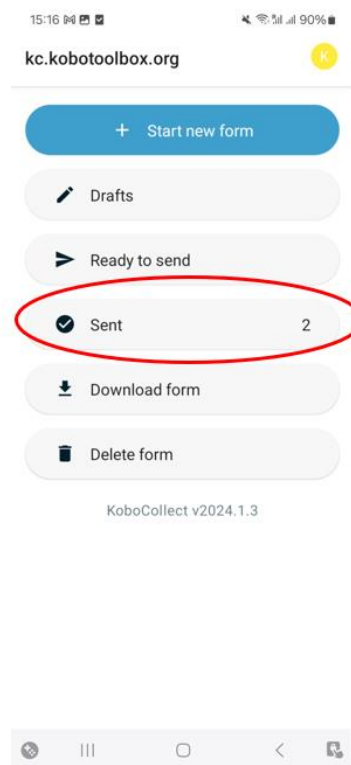 15:16 90%
kc.kobotoolbox.org
K
+ Start new form
Drafts
Ready to send
Sent 2
Download form
Delete form
KoboCollect v2024.1.3